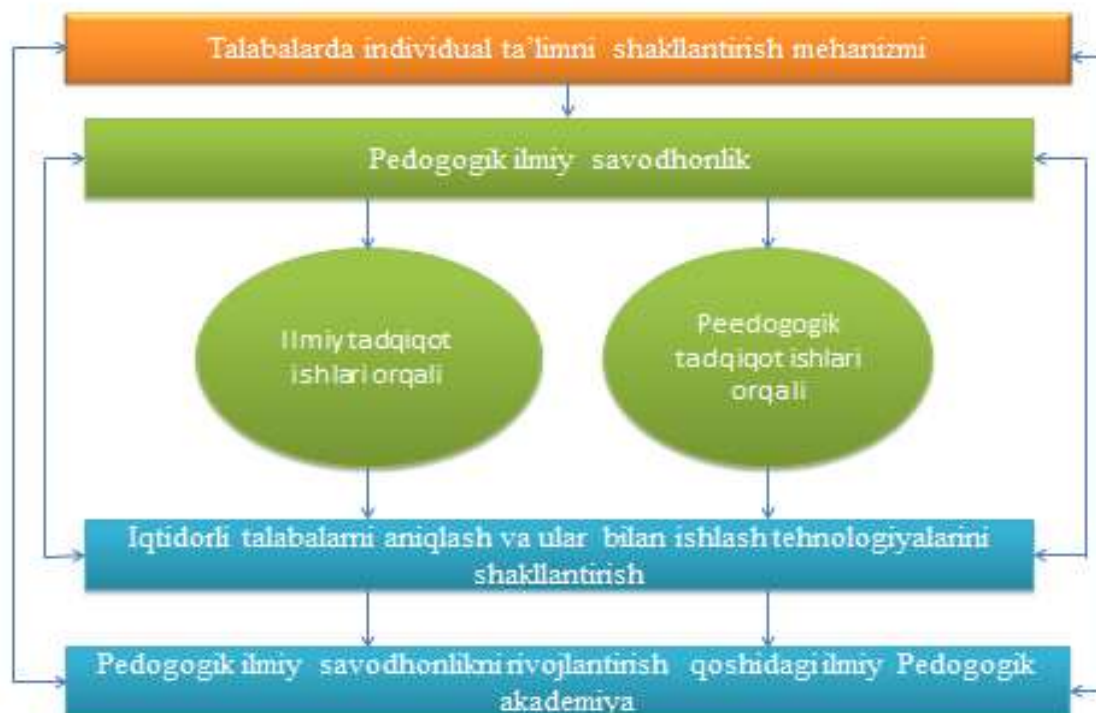 Talabalarda individual ta'limni shakllantirish mehanizmi
Pedogogik ilmiy savodhonlik
Ilmiy tadqiqot
ishlari orqali
Peedogogik
tadqiqot ishlari
orqali
Iqtidorli talabalarni aniqlash va ular bilan ishlash tehnologiyalarini
shakllantirish
Pedogogik ilmiy savodhonlikni rivojlantirish qoshidagi ilmiy Pedogogik
akademiya